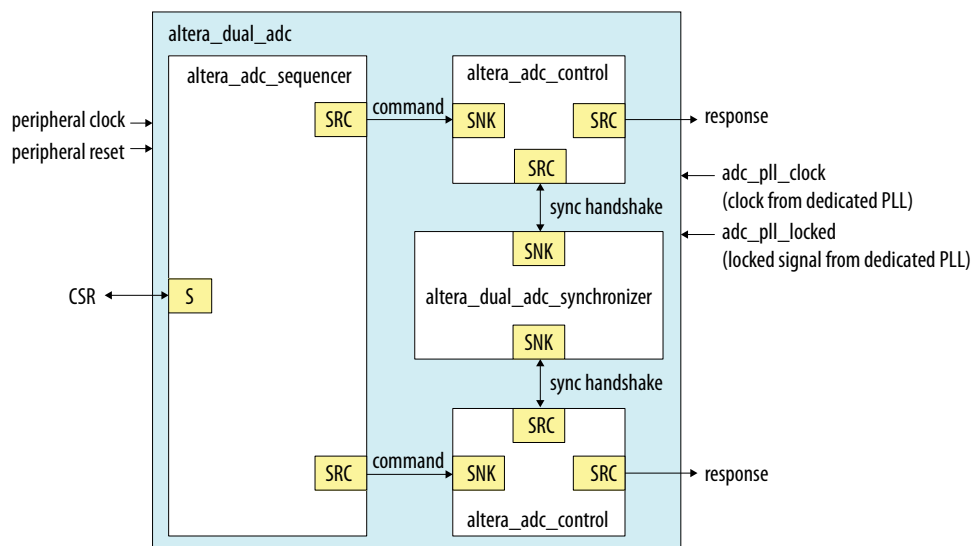 altera_dual_adc
altera_adc_sequencer
altera_adc_control
SRC
command
SNK
SRC
response
peripheral clock
peripheral reset
SRC
adc_pll_clock
(clock from dedicated PLL)
sync handshake
adc_pll_locked
(locked signal from dedicated PLL)
SNK
CSR
S
altera_dual_adc_synchronizer
SNK
sync handshake
SRC
SRC
command
SNK
SRC
response
altera_adc_control